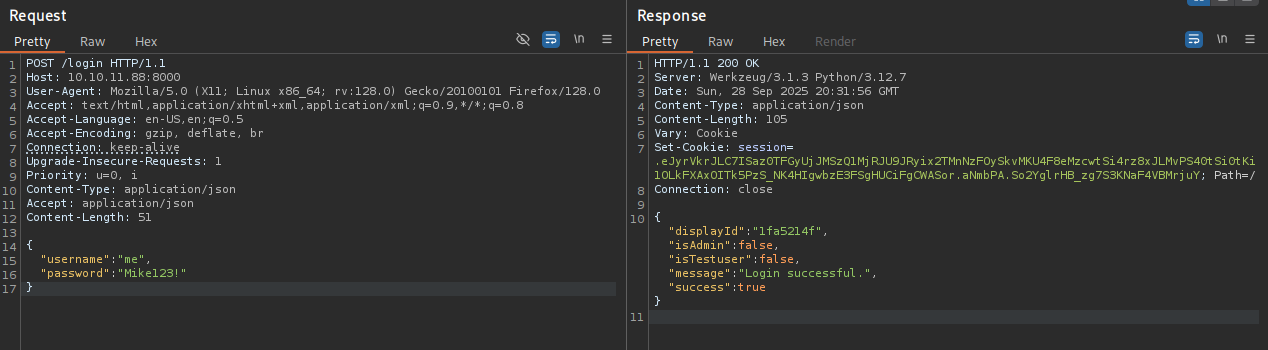 Request
Pretty Raw Hex \n
1 POST /login HTTP/1.1
2 Host: 10.10.11.88:8000
3 User-Agent: Mozilla/5.0 (X11; Linux x86_64; rv:128.0) Gecko/20100101 Firefox/128.0
4 Accept: text/html,application/xhtml+xml,application/xml;q=0.9,*/*;q=0.8
5 Accept-Language: en-US,en;q=0.5
6 Accept-Encoding: gzip, deflate, br
7 Connection: keep-alive
8 Upgrade-Insecure-Requests: 1
9 Priority: u=0, i
10 Content-Type: application/json
11 Accept: application/json
12 Content-Length: 51
13
14 {
15 "username":"me",
16 "password":"Mike123!"
17 }
Response
Pretty Raw Hex Render \n
1 HTTP/1.1 200 OK
2 Server: Werkzeug/3.1.3 Python/3.12.7
3 Date: Sun, 28 Sep 2025 20:31:56 GMT
4 Content-Type: application/json
5 Content-Length: 105
6 Vary: Cookie
7 Set-Cookie: session=
; Path=/
8 Connection: close
9
10 {
"displayId":"1fa5214f",
"isAdmin":false,
"isTestuser":false,
"message":"Login successful.",
"success":true
}
11